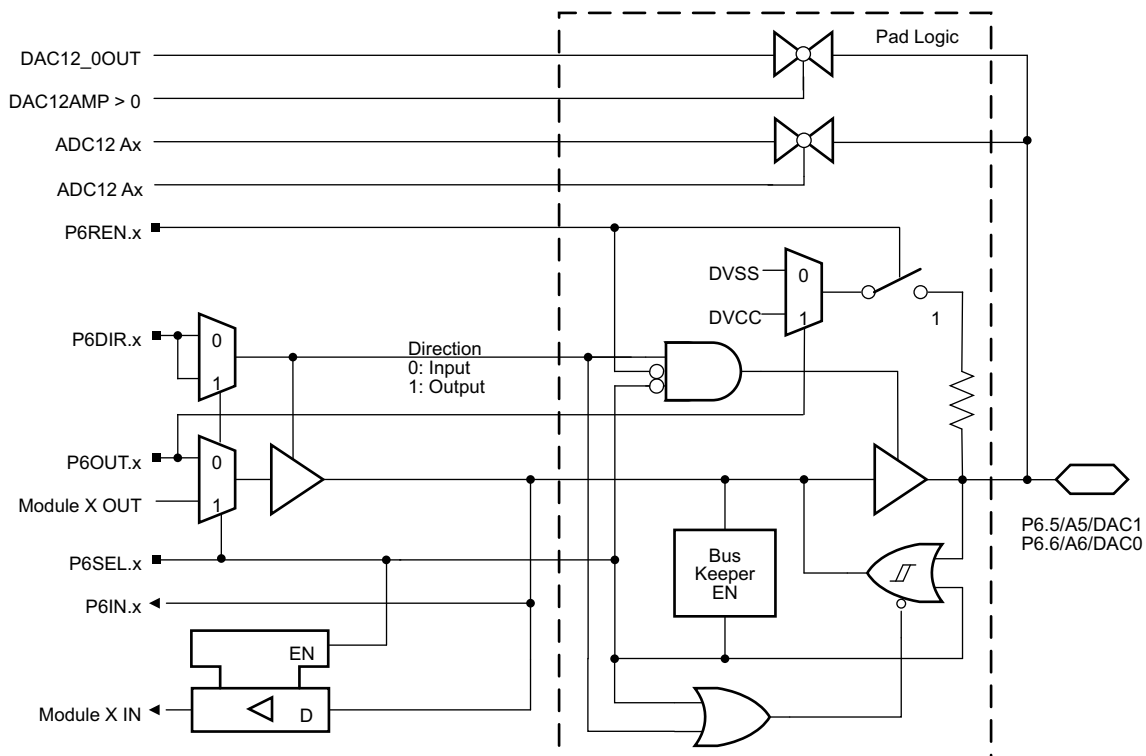 Pad Logic
DAC12_0OUT
DAC12AMP > 0
ADC12 Ax
ADC12 Ax
P6REN.x
DVSS
0
DVCC
1
1
P6DIR.x
0
1
Direction
0: Input
1: Output
P6OUT.x
0
Module X OUT
1
P6.5/A5/DAC1
P6.6/A6/DAC0
P6SEL.x
Bus
Keeper
EN
P6IN.x
EN
Module X IN
D